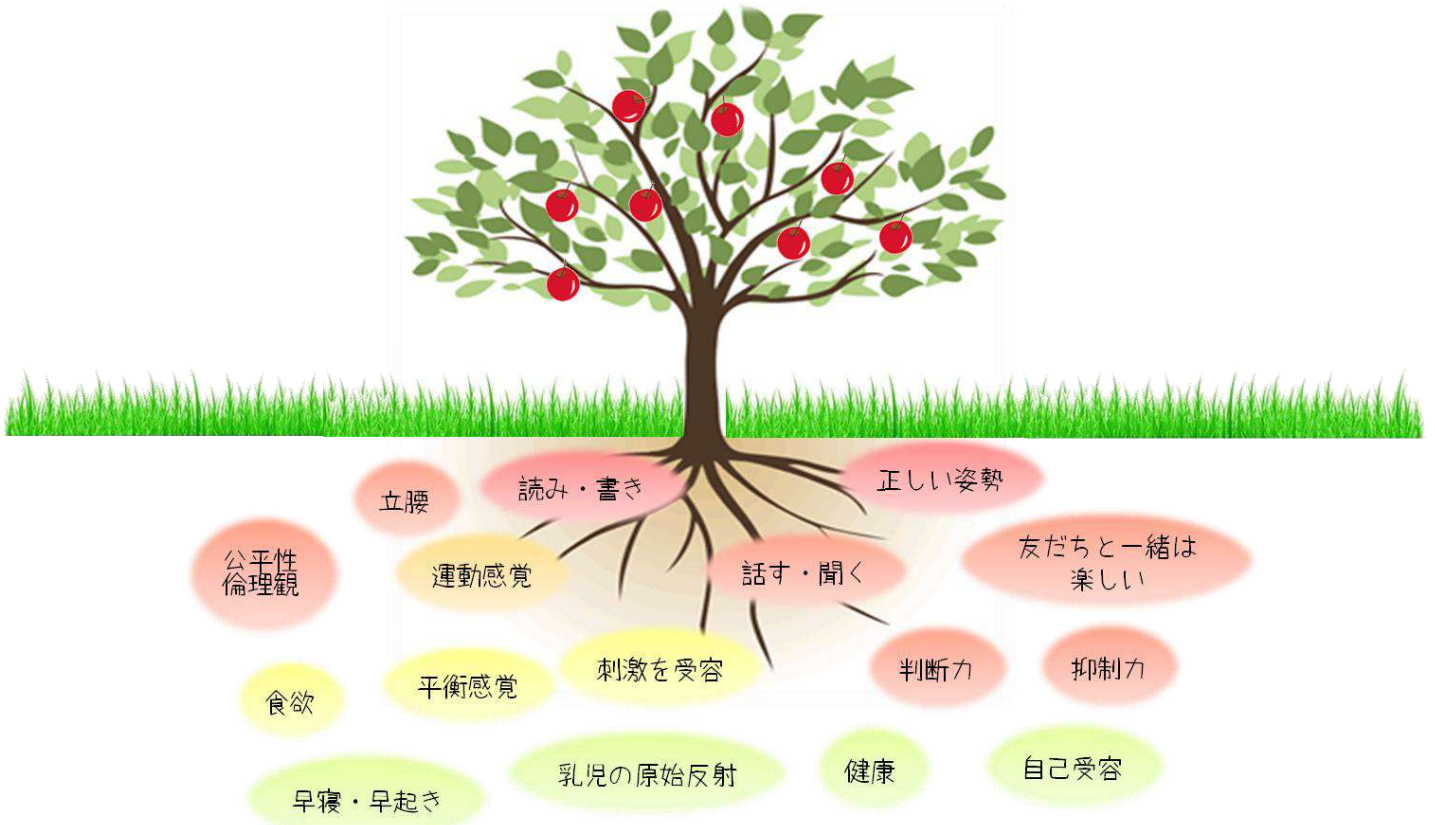 読み・書き
正しい姿勢
立腰
公平性
倫理観
運動感覚
話す・聞く
友だちと一緒は
楽しい
食欲
平衡感覚
刺激を受容
判断力
抑制力
早寝・早起き
乳児の原始反射
健康
自己受容